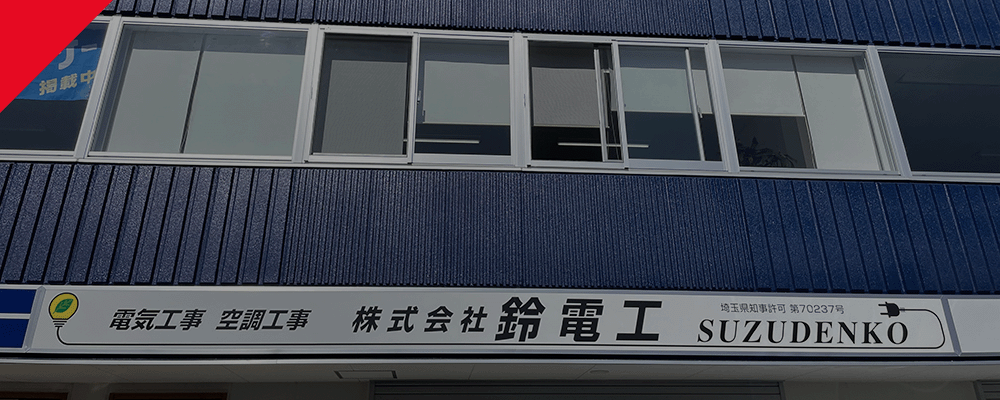 掲載中
電気工事 空調工事
株式会社 鈴電工
埼玉県知事許可 第70237号
SUZUDENKO